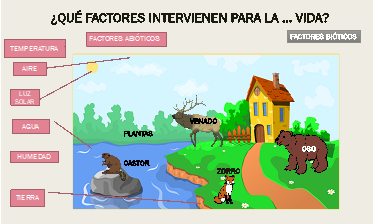 ¿QUÉ FACTORES INTERVIENEN PARA LA ... VIDA?
FACTORES ABIÓTICOS
FACTORES BIÓTICOS
TEMPERATURA
AIRE
LUZ
SOLAR
AGUA
HUMEDAD
TIERRA
PLANTAS
VENADO
CASTOR
ZORRO
OSO